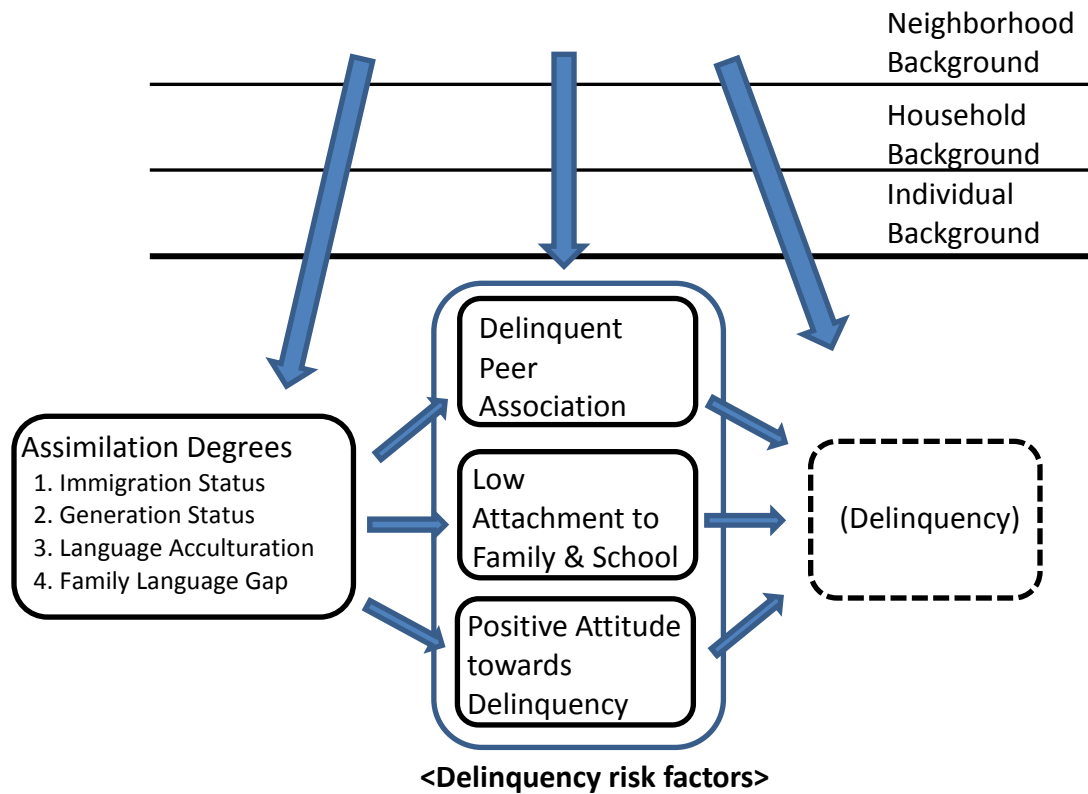 Neighborhood
Background
Household
Background
Individual
Background
Delinquent
Peer
Association
Assimilation Degrees
1. Immigration Status
2. Generation Status
3. Language Acculturation
4. Family Language Gap
Low
Attachment to
Family & School
(Delinquency)
Positive Attitude
towards
Delinquency
<Delinquency risk factors>